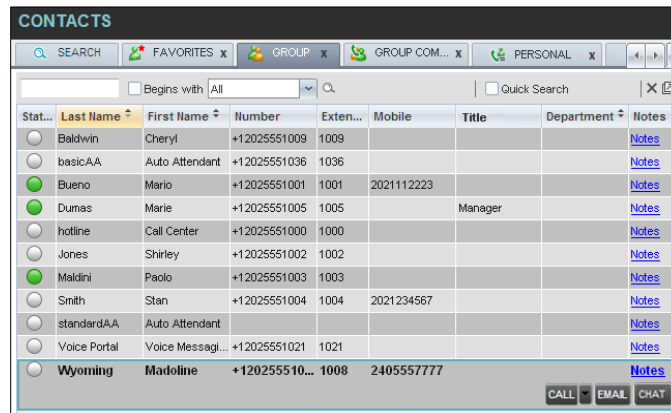 CONTACTS
SEARCH FAVORITES X GROUP X GROUP COM... X PERSONAL X
Begins with All Quick Search
Stat... Last Name First Name Number Exten... Mobile Title Department Notes
Baldwin Cheryl +12025551009 1009 Notes
basicAA Auto Attendant +12025551036 1036 Notes
Bueno Mario +12025551001 1001 2021112223 Notes
Dumas Marie +12025551005 1005 Manager Notes
hotline Call Center +12025551000 1000 Notes
Jones Shirley +12025551002 1002 Notes
Maldini Paolo +12025551003 1003 Notes
Smith Stan +12025551004 1004 2021234567 Notes
standardAA Auto Attendant Notes
Voice Portal Voice Messagi... +12025551021 1021 Notes
Wyoming Madoline +120255510... 1008 2405557777 Notes
CALL EMAIL CHAT